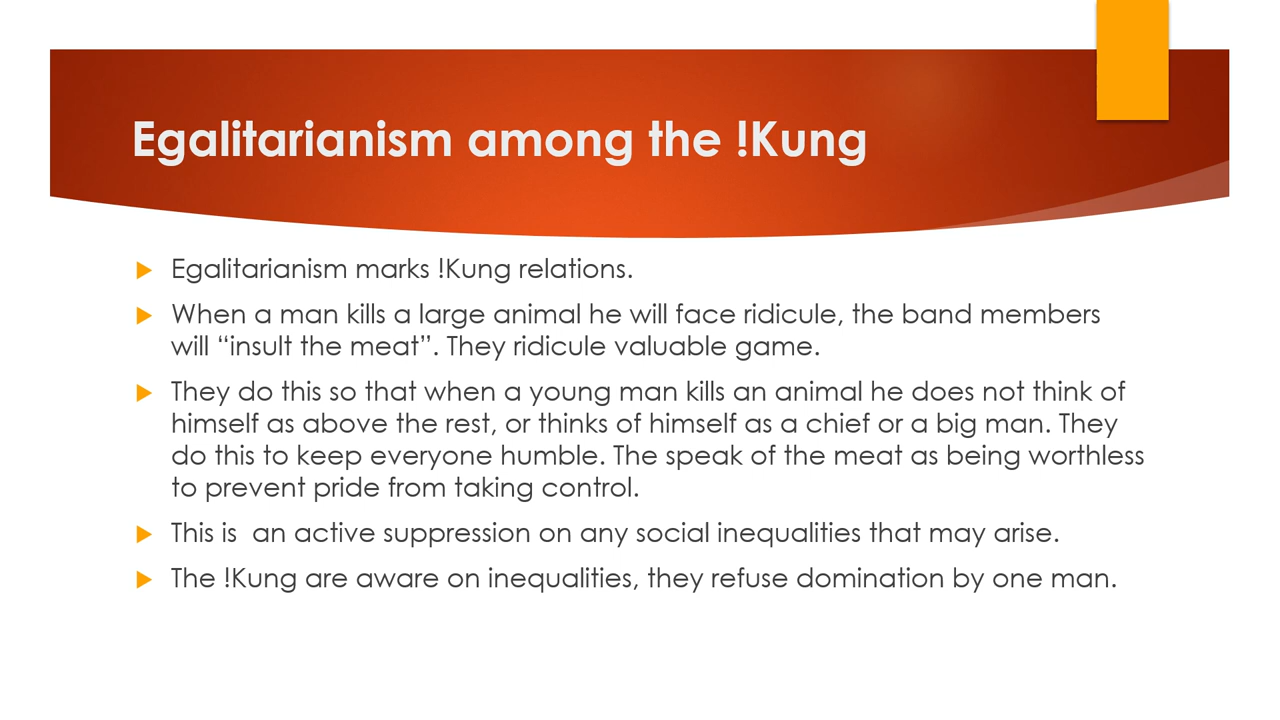 Egalitarianism among the !Kung
Egalitarianism marks !Kung relations.
When a man kills a large animal he will face ridicule, the band members
will “insult the meat”. They ridicule valuable game.
They do this so that when a young man kills an animal he does not think of
himself as above the rest, or thinks of himself as a chief or a big man. They
do this to keep everyone humble. The speak of the meat as being worthless
to prevent pride from taking control.
This is  an active suppression on any social inequalities that may arise.
The !Kung are aware on inequalities, they refuse domination by one man.